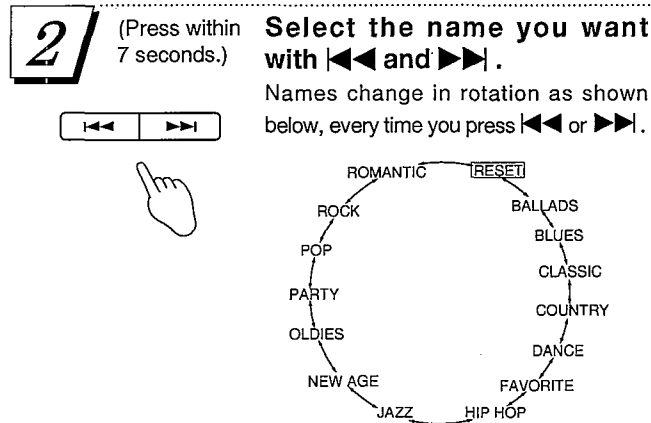 2
(Press within
7 seconds.)
Select the name you want
with ⏮ and ⏭.
Names change in rotation as shown
below, every time you press ⏮ or ⏭.
ROMANTIC
RESET
ROCK
BALLADS
POP
BLUES
CLASSIC
PARTY
COUNTRY
OLDIES
DANCE
NEW AGE
FAVORITE
JAZZ
HIP HOP